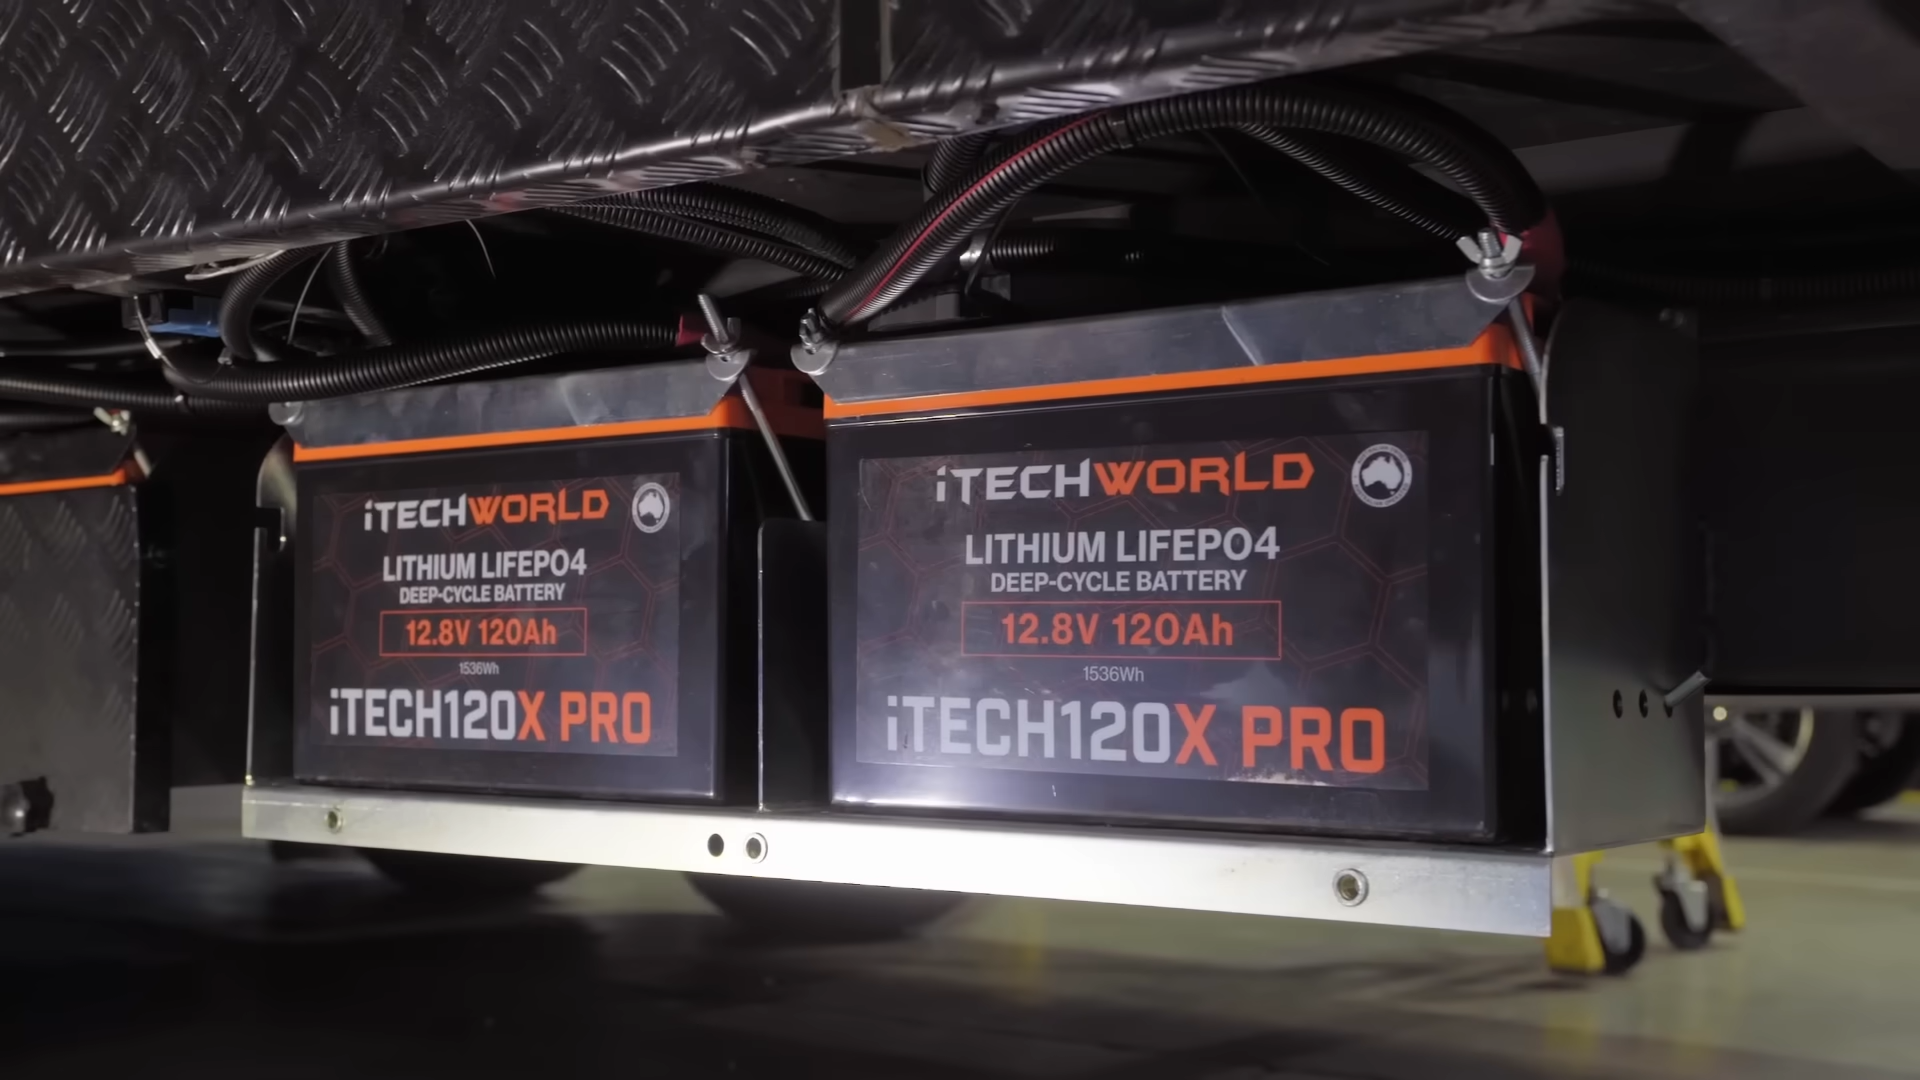 iTECHWORLD
LITHIUM LIFEPO4
DEEP-CYCLE BATTERY
12.8V 120Ah
1536Wh
iTECH120X PRO
iTECHWORLD
LITHIUM LIFEPO4
DEEP-CYCLE BATTERY
12.8V 120Ah
1536Wh
iTECH120X PRO